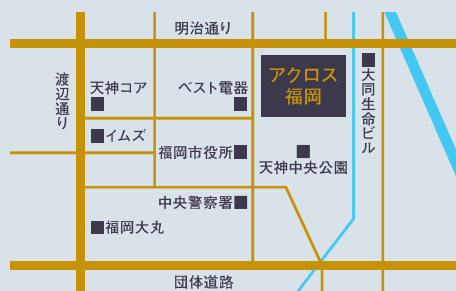 明治通り
渡辺通り
天神コア
ベスト電器
アクロス
福岡
大同生命ビル
イムズ
福岡市役所
天神中央公園
中央警察署
福岡大丸
団体道路